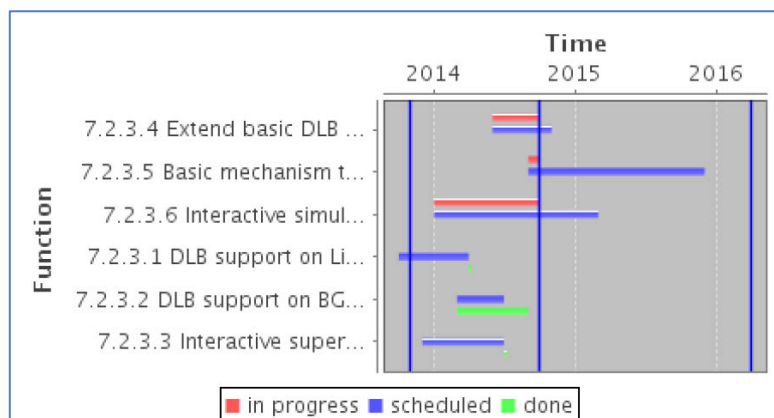 Time
2014 2015 2016
Function
7.2.3.4 Extend basic DLB ...
7.2.3.5 Basic mechanism t...
7.2.3.6 Interactive simul...
7.2.3.1 DLB support on Li...
7.2.3.2 DLB support on BG...
7.2.3.3 Interactive super...
in progress scheduled done